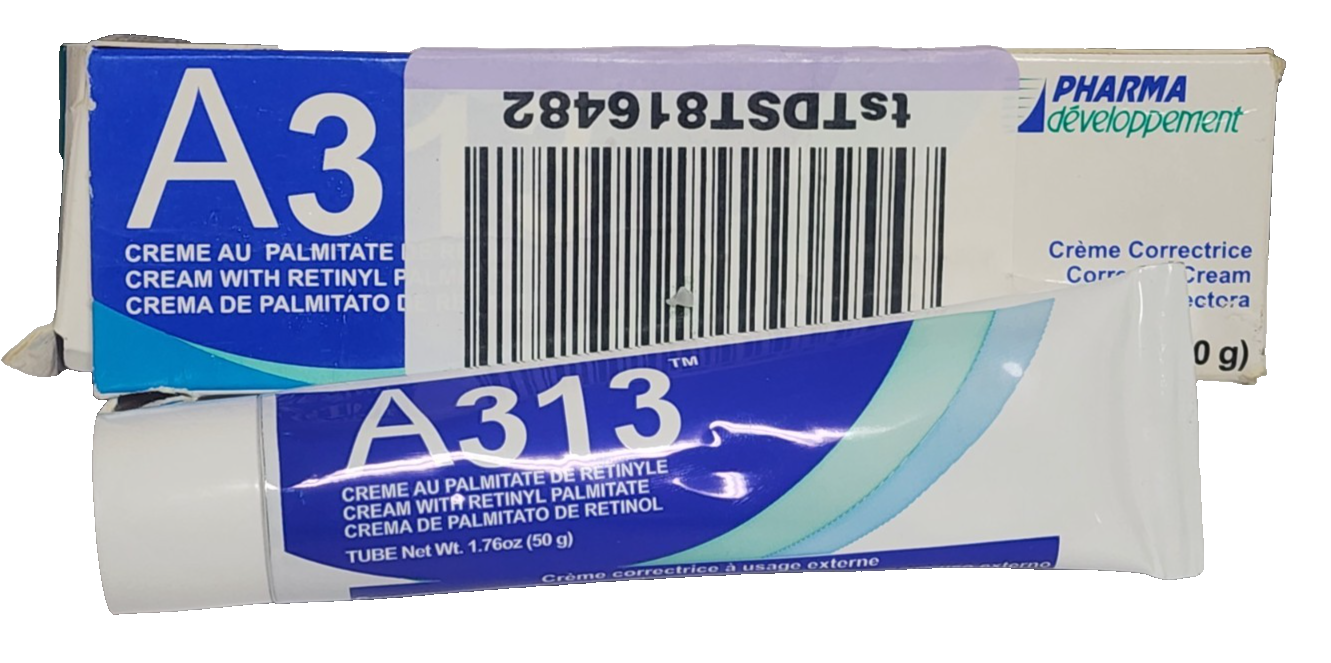 A3
CREME AU PALMITATE
CREAM WITH RETINYL
CREMA DE PALMITATO
tsTDST816482
PHARMA
développement
Crème Correctrice
Cream
0 g)
A313™
CREME AU PALMITATE DE RETINYLE
CREAM WITH RETINYL PALMITATE
CREMA DE PALMITATO DE RETINOL
TUBE Net Wt. 1.76oz (50 g)
Crème correctrice à usage externe
externo